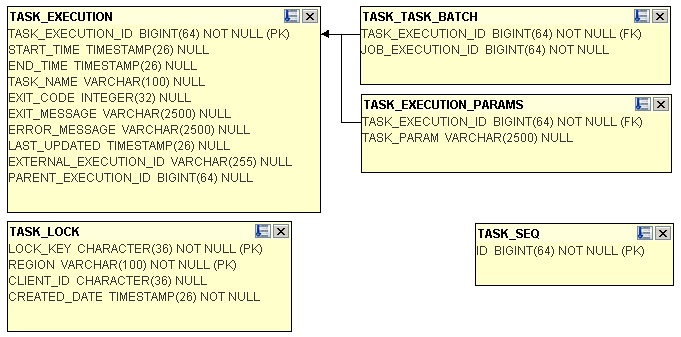 TASK_EXECUTION
TASK_EXECUTION_ID BIGINT(64) NOT NULL (PK)
START_TIME TIMESTAMP(26) NULL
END_TIME TIMESTAMP(26) NULL
TASK_NAME VARCHAR(100) NULL
EXIT_CODE INTEGER(32) NULL
EXIT_MESSAGE VARCHAR(2500) NULL
ERROR_MESSAGE VARCHAR(2500) NULL
LAST_UPDATED TIMESTAMP(26) NULL
EXTERNAL_EXECUTION_ID VARCHAR(255) NULL
PARENT_EXECUTION_ID BIGINT(64) NULL
TASK_TASK_BATCH
TASK_EXECUTION_ID BIGINT(64) NOT NULL (FK)
JOB_EXECUTION_ID BIGINT(64) NOT NULL
TASK_EXECUTION_PARAMS
TASK_EXECUTION_ID BIGINT(64) NOT NULL (FK)
TASK_PARAM VARCHAR(2500) NULL
TASK_LOCK
LOCK_KEY CHARACTER(36) NOT NULL (PK)
REGION VARCHAR(100) NOT NULL (PK)
CLIENT_ID CHARACTER(36) NULL
CREATED_DATE TIMESTAMP(26) NOT NULL
TASK_SEQ
ID BIGINT(64) NOT NULL (PK)